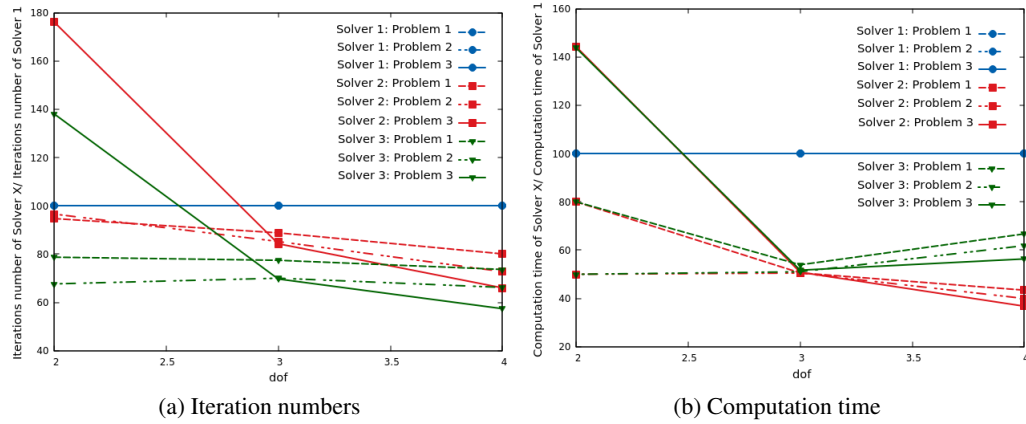 Iterations number of Solver X/ Iterations number of Solver 1
180
160
140
120
100
80
60
40
2
2.5
3
3.5
4
dof
Solver 1: Problem 1
Solver 1: Problem 2
Solver 1: Problem 3
Solver 2: Problem 1
Solver 2: Problem 2
Solver 2: Problem 3
Solver 3: Problem 1
Solver 3: Problem 2
Solver 3: Problem 3
(a) Iteration numbers
Computation time of Solver X/ Computation time of Solver 1
160
140
120
100
80
60
40
20
2
2.5
3
3.5
4
dof
Solver 1: Problem 1
Solver 1: Problem 2
Solver 1: Problem 3
Solver 2: Problem 1
Solver 2: Problem 2
Solver 2: Problem 3
Solver 3: Problem 1
Solver 3: Problem 2
Solver 3: Problem 3
(b) Computation time